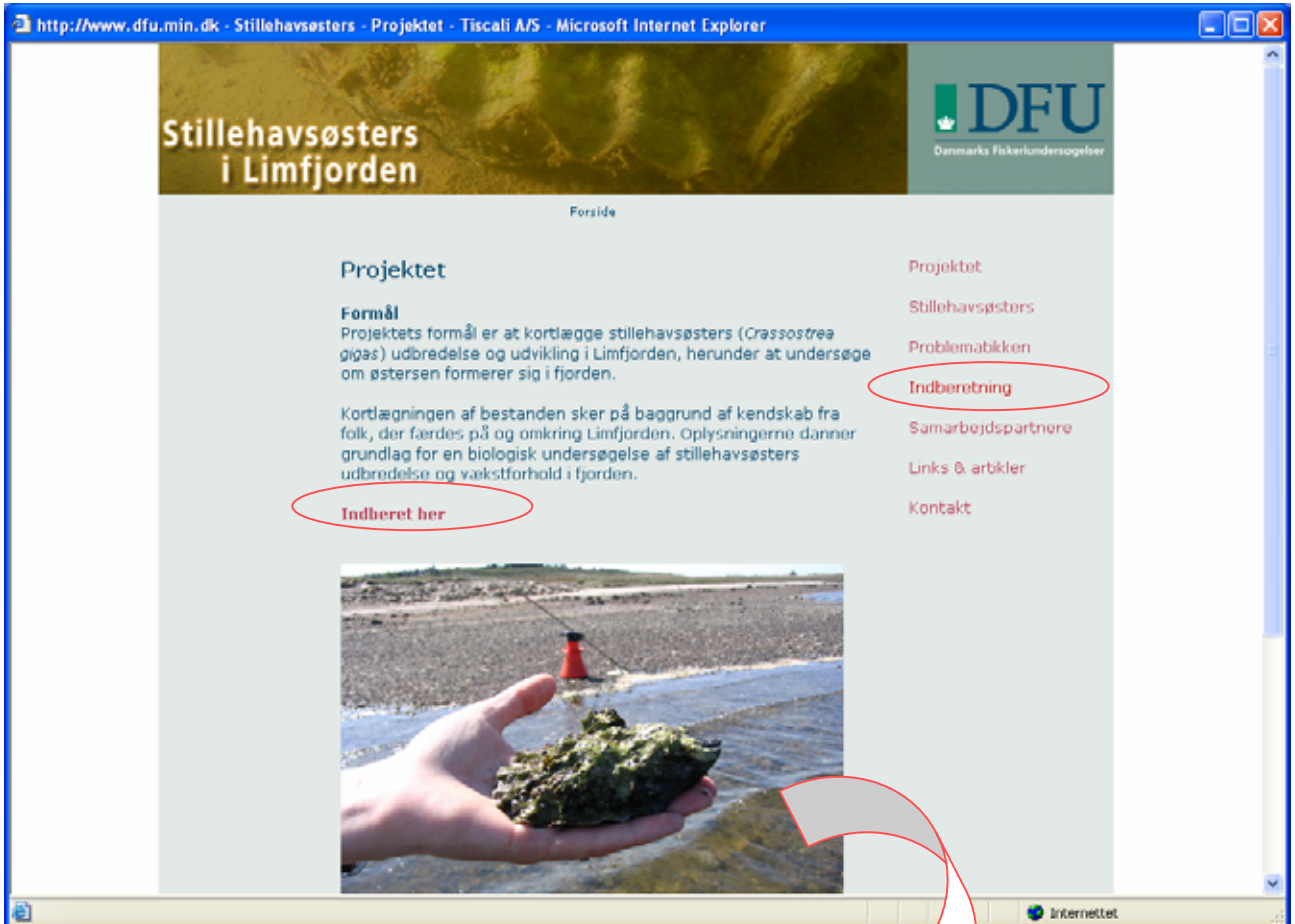 http://www.dfu.min.dk - Stillehavsøsters - Projektet - Tiscali A/S - Microsoft Internet Explorer
Stillehavsøsters
i Limfjorden
DFU
Danmarks Fiskeriundersøgelser
Forside
Projektet
Formål
Projektets formål er at kortlægge stillehavsøsters (Crassostrea
gigas) udbredelse og udvikling i Limfjorden, herunder at undersøge
om østersen formerer sig i fjorden.
Kortlægningen af bestanden sker på baggrund af kendskab fra
folk, der færdes på og omkring Limfjorden. Oplysningerne danner
grundlag for en biologisk undersøgelse af stillehavsøsters
udbredelse og vækstforhold i fjorden.
Indberet her
Projektet
Stillehavsøsters
Problematikken
Indberetning
Samarbejdspartnere
Links & artikler
Kontakt
Internettet